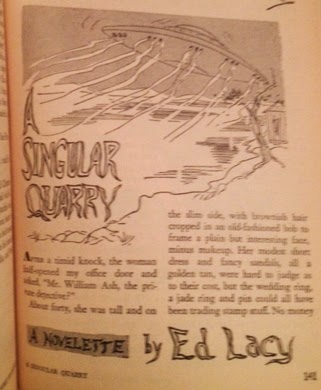 A
SINGULAR
QUARRY
AFTER a timid knock, the woman
half-opened my office door and
asked, "Mr. William Ash, the pri-
vate detective?"
About forty, she was tall and on
the slim side, with brownish hair
cropped in an old-fashioned bob to
frame a plain but interesting face,
minus makeup. Her modest short
dress and fancy sandals, all a
golden tan, were hard to judge as
to their cost, but the wedding ring,
a jade ring and pin could all have
been trading stamp stuff. No money
A NOVELETTE by Ed Lacy
A SINGULAR QUARRY
141